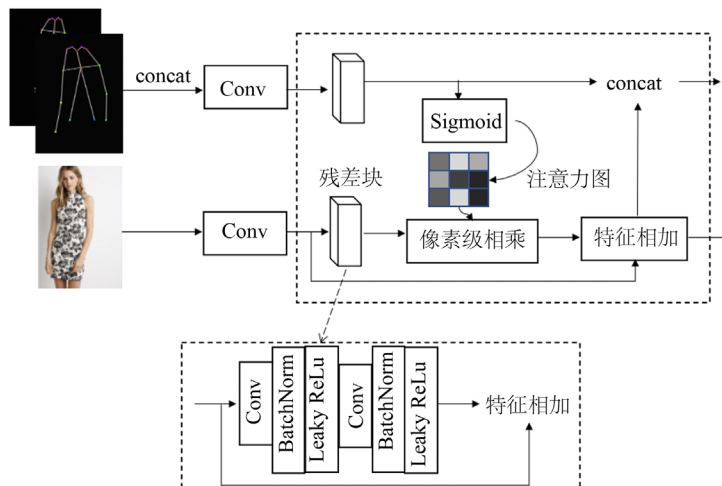 concat
Conv
concat
Sigmoid
残差块
注意力图
Conv
像素级相乘
特征相加
Conv
BatchNorm
Leaky ReLu
Conv
BatchNorm
Leaky ReLu
特征相加